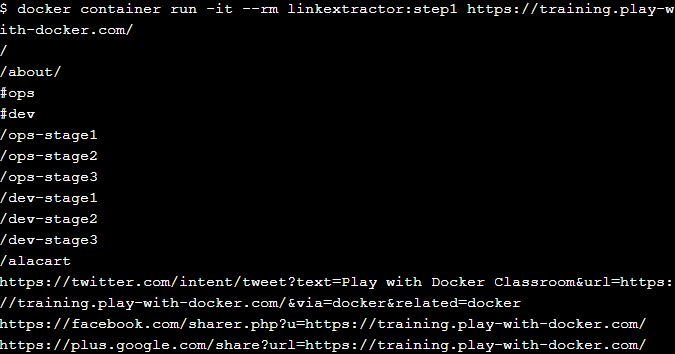 $ docker container run -it --rm linkextractor:step1 https://training.play-w
ith-docker.com/
/
/about/
#ops
#dev
/ops-stage1
/ops-stage2
/ops-stage3
/dev-stage1
/dev-stage2
/dev-stage3
/alacart
https://twitter.com/intent/tweet?text=Play with Docker Classroom&url=https:
//training.play-with-docker.com/&via=docker&related=docker
https://facebook.com/sharer.php?u=https://training.play-with-docker.com/
https://plus.google.com/share?url=https://training.play-with-docker.com/